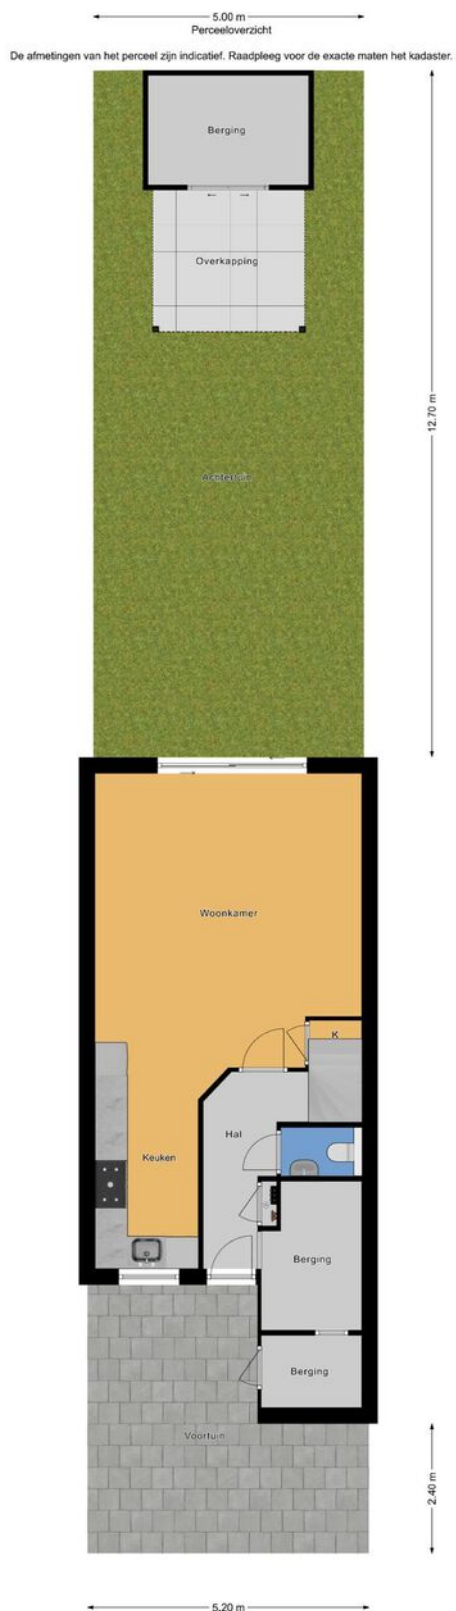 5.00 m
Perceeloverzicht
De afmetingen van het perceel zijn indicatief. Raadpleeg voor de exacte maten het kadaster.
Berging
Overkapping
12.70 m
Achtertuin
Woonkamer
K
Hal
Keuken
Berging
Berging
Voortuin
2.40 m
5.20 m